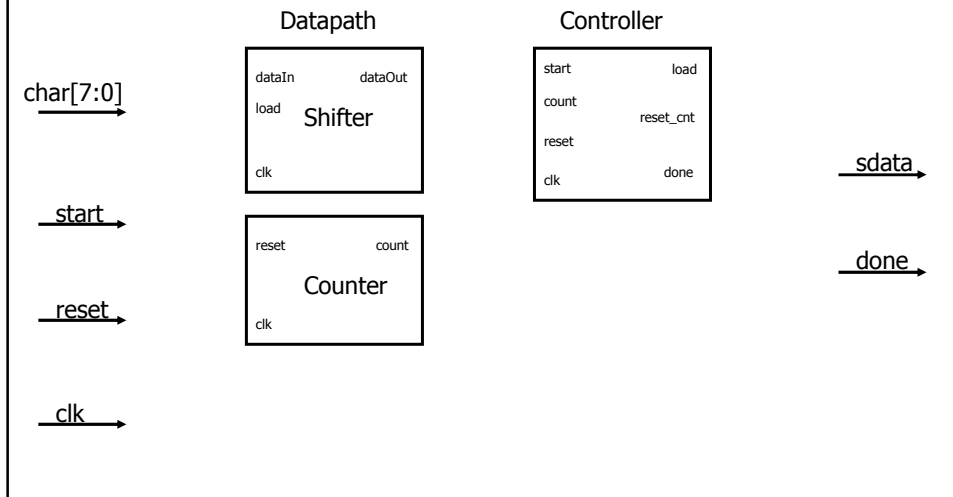 Datapath
Controller
char[7:0]
start
reset
clk
dataIn
dataOut
load
Shifter
clk
reset
count
Counter
clk
start
load
count
reset_cnt
reset
done
clk
sdata
done